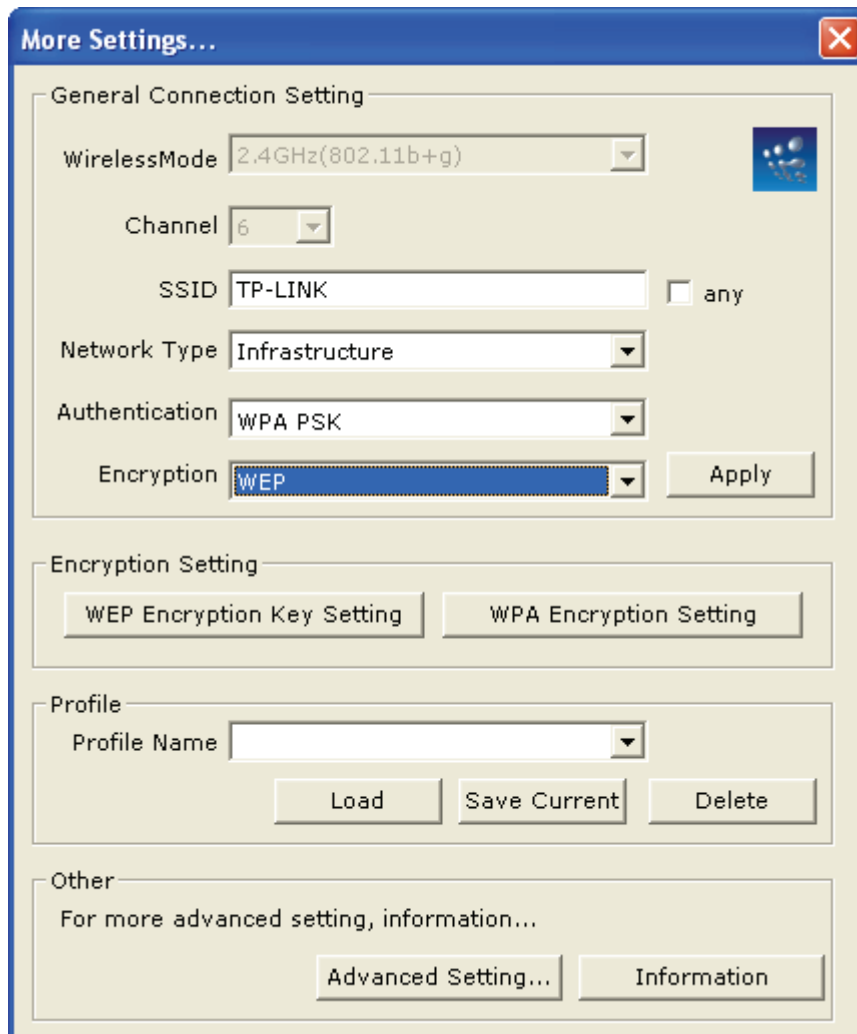 More Settings...
General Connection Setting
WirelessMode 2.4GHz(802.11b+g)
Channel 6
SSID TP-LINK any
Network Type Infrastructure
Authentication WPA PSK
Encryption WEP Apply
Encryption Setting
WEP Encryption Key Setting WPA Encryption Setting
Profile
Profile Name
Load Save Current Delete
Other
For more advanced setting, information...
Advanced Setting... Information